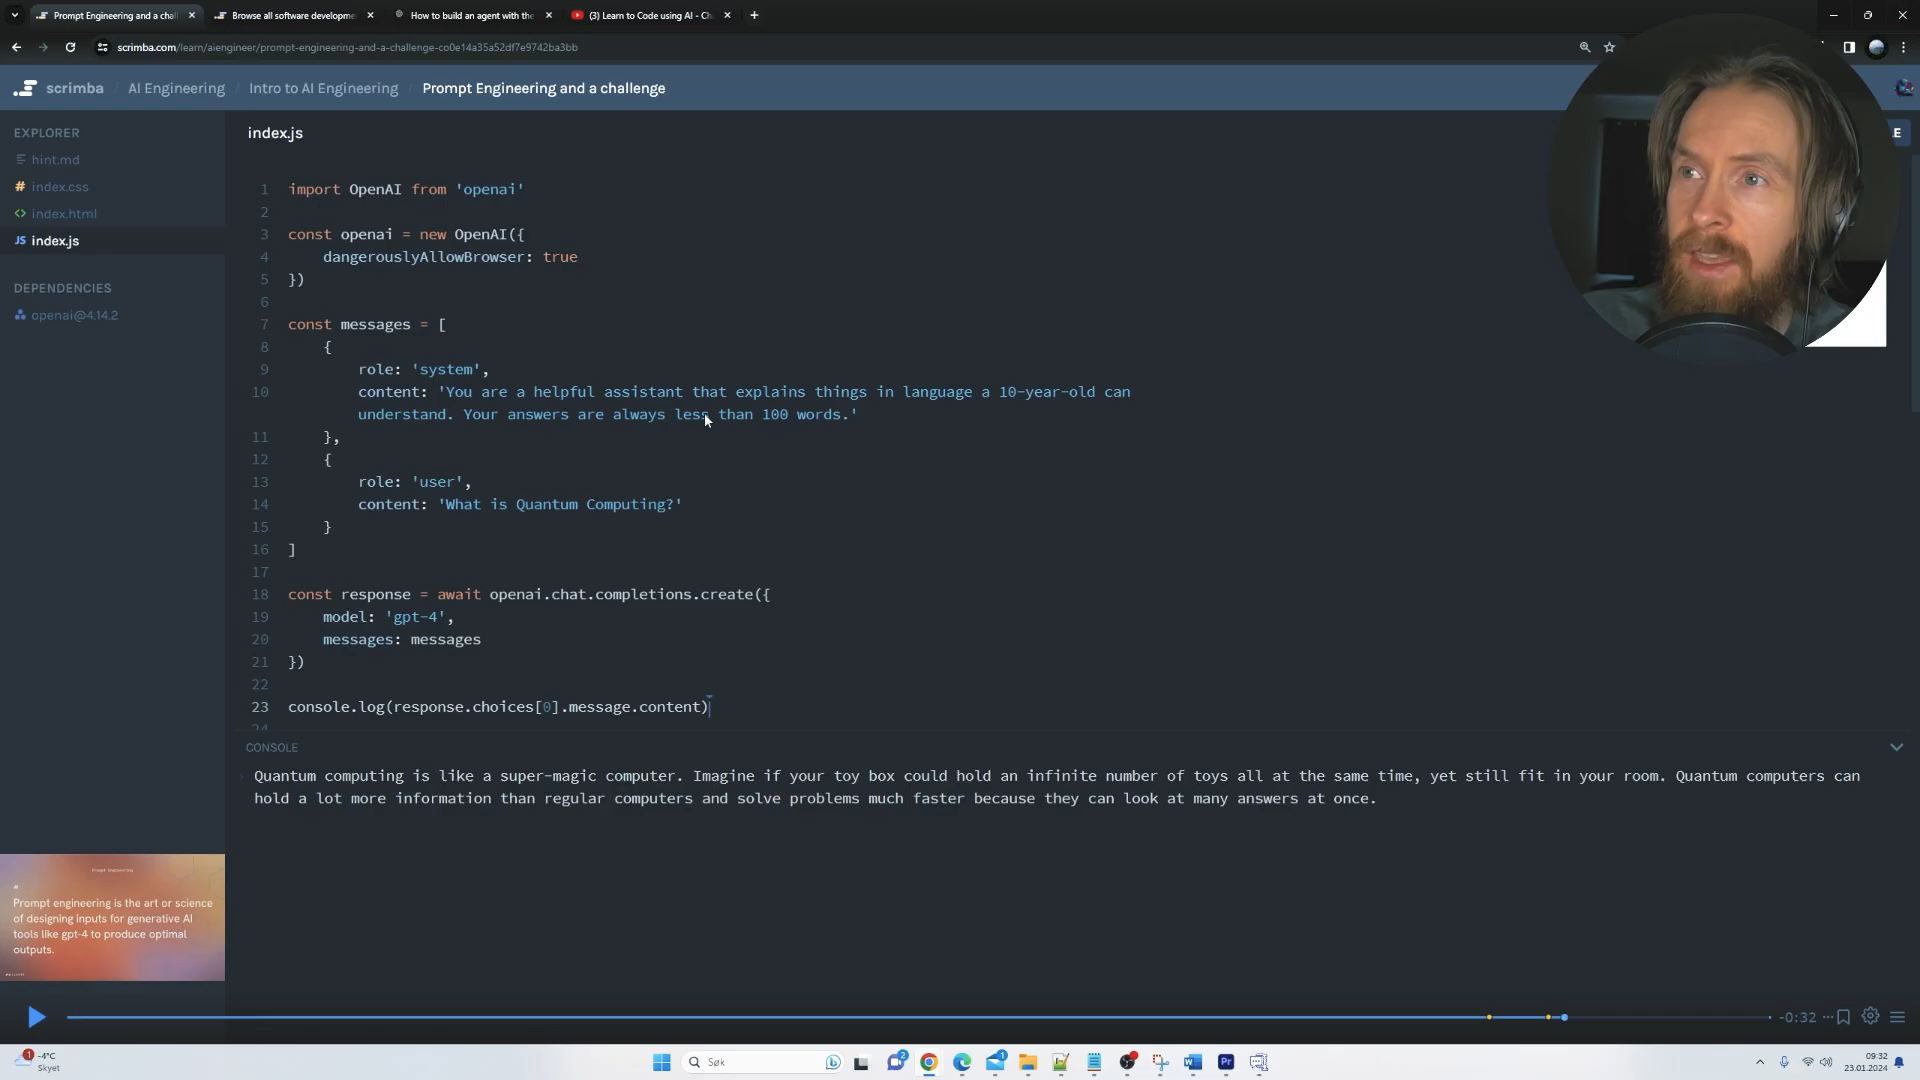 Prompt Engineering and a chall
Browse all software developme
How to build an agent with the
(3) Learn to Code using AI - Ch
scrimba.com/learn/aiengineer/prompt-engineering-and-a-challenge-co0e14a35a52df7e9742ba3bb
scrimba / AI Engineering / Intro to AI Engineering / Prompt Engineering and a challenge
EXPLORER
hint.md
# index.css
<> index.html
JS index.js
DEPENDENCIES
openai@4.14.2
index.js
E
1 import OpenAI from 'openai'
2
3 const openai = new OpenAI({
4 dangerouslyAllowBrowser: true
5 })
6
7 const messages = [
8 {
9 role: 'system',
10 content: 'You are a helpful assistant that explains things in language a 10-year-old can
understand. Your answers are always less than 100 words.'
11 },
12 {
13 role: 'user',
14 content: 'What is Quantum Computing?'
15 }
16 ]
17
18 const response = await openai.chat.completions.create({
19 model: 'gpt-4',
20 messages: messages
21 })
22
23 console.log(response.choices[0].message.content)
24
CONSOLE
Quantum computing is like a super-magic computer. Imagine if your toy box could hold an infinite number of toys all at the same time, yet still fit in your room. Quantum computers can
hold a lot more information than regular computers and solve problems much faster because they can look at many answers at once.
Prompt Engineering
"
Prompt engineering is the art or science
of designing inputs for generative AI
tools like gpt-4 to produce optimal
outputs.
-0:32
1
-4°C
Skyet
Søk
2
1
W
Pr
09:32
23.01.2024